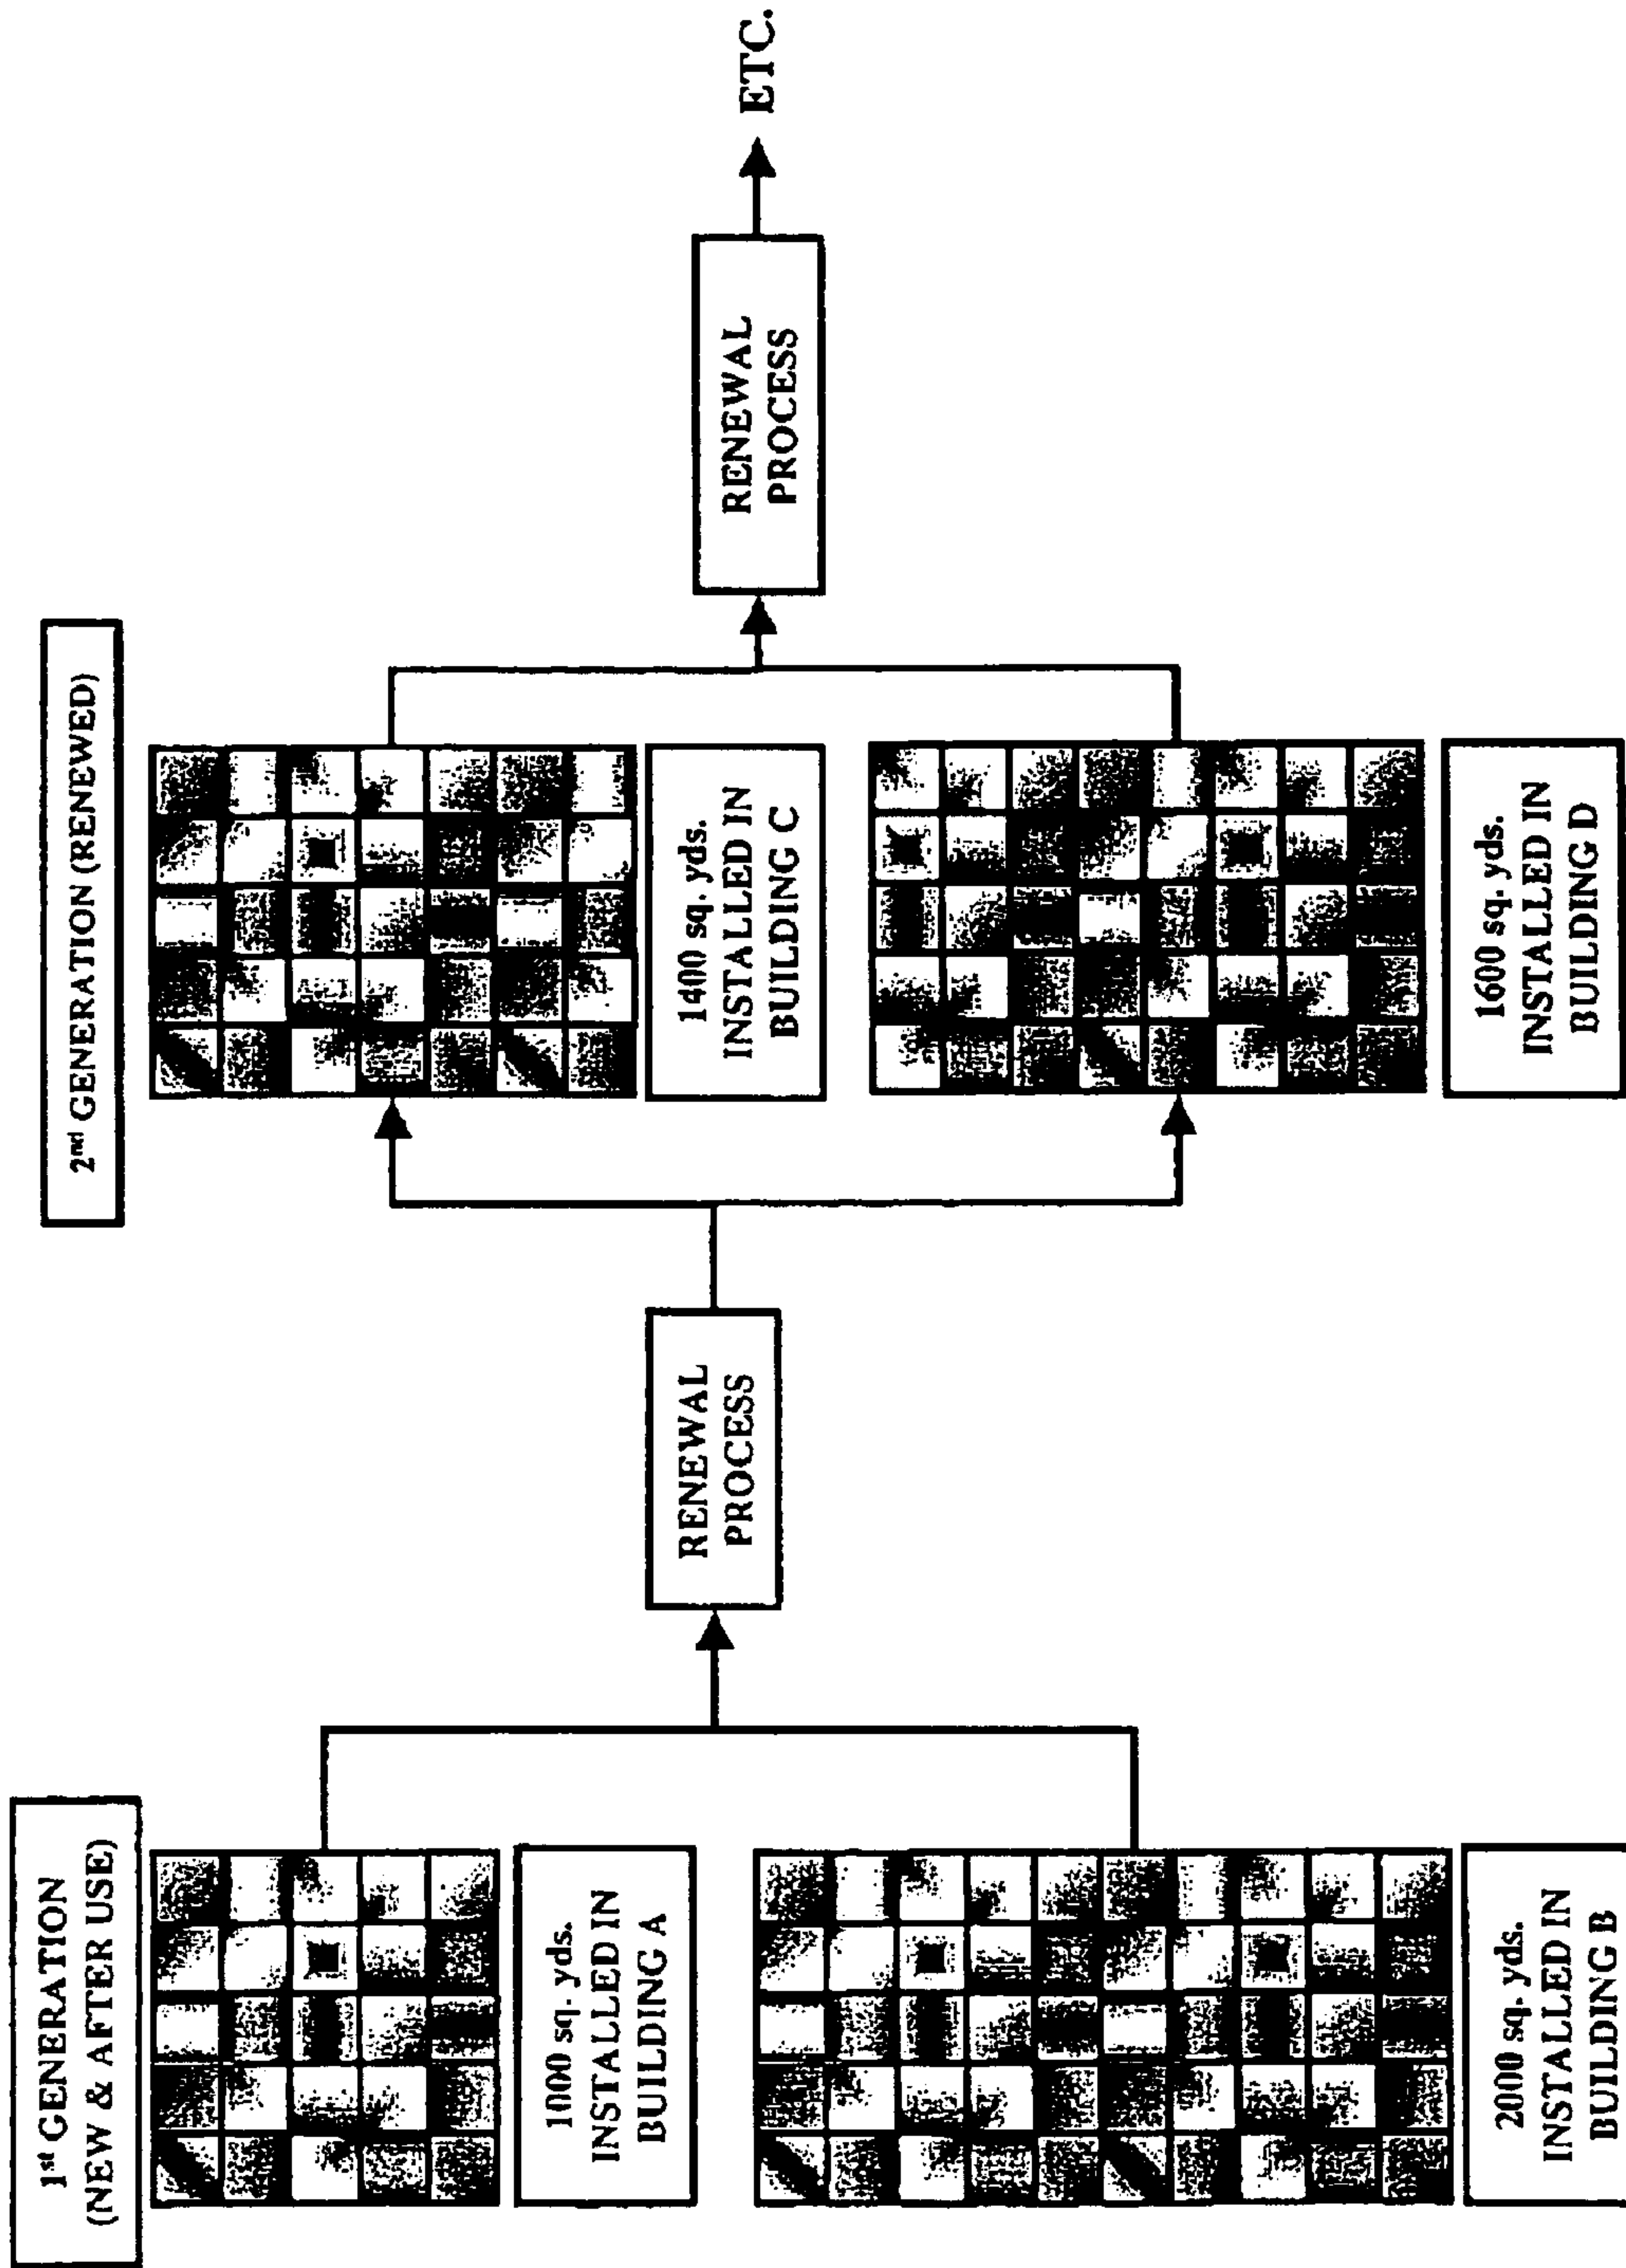 1st GENERATION
(NEW & AFTER USE)
1000 sq. yds.
INSTALLED IN
BUILDING A
2000 sq. yds.
INSTALLED IN
BUILDING B
RENEWAL
PROCESS
2nd GENERATION (RENEWED)
1400 sq. yds.
INSTALLED IN
BUILDING C
1600 sq. yds.
INSTALLED IN
BUILDING D
RENEWAL
PROCESS
ETC.